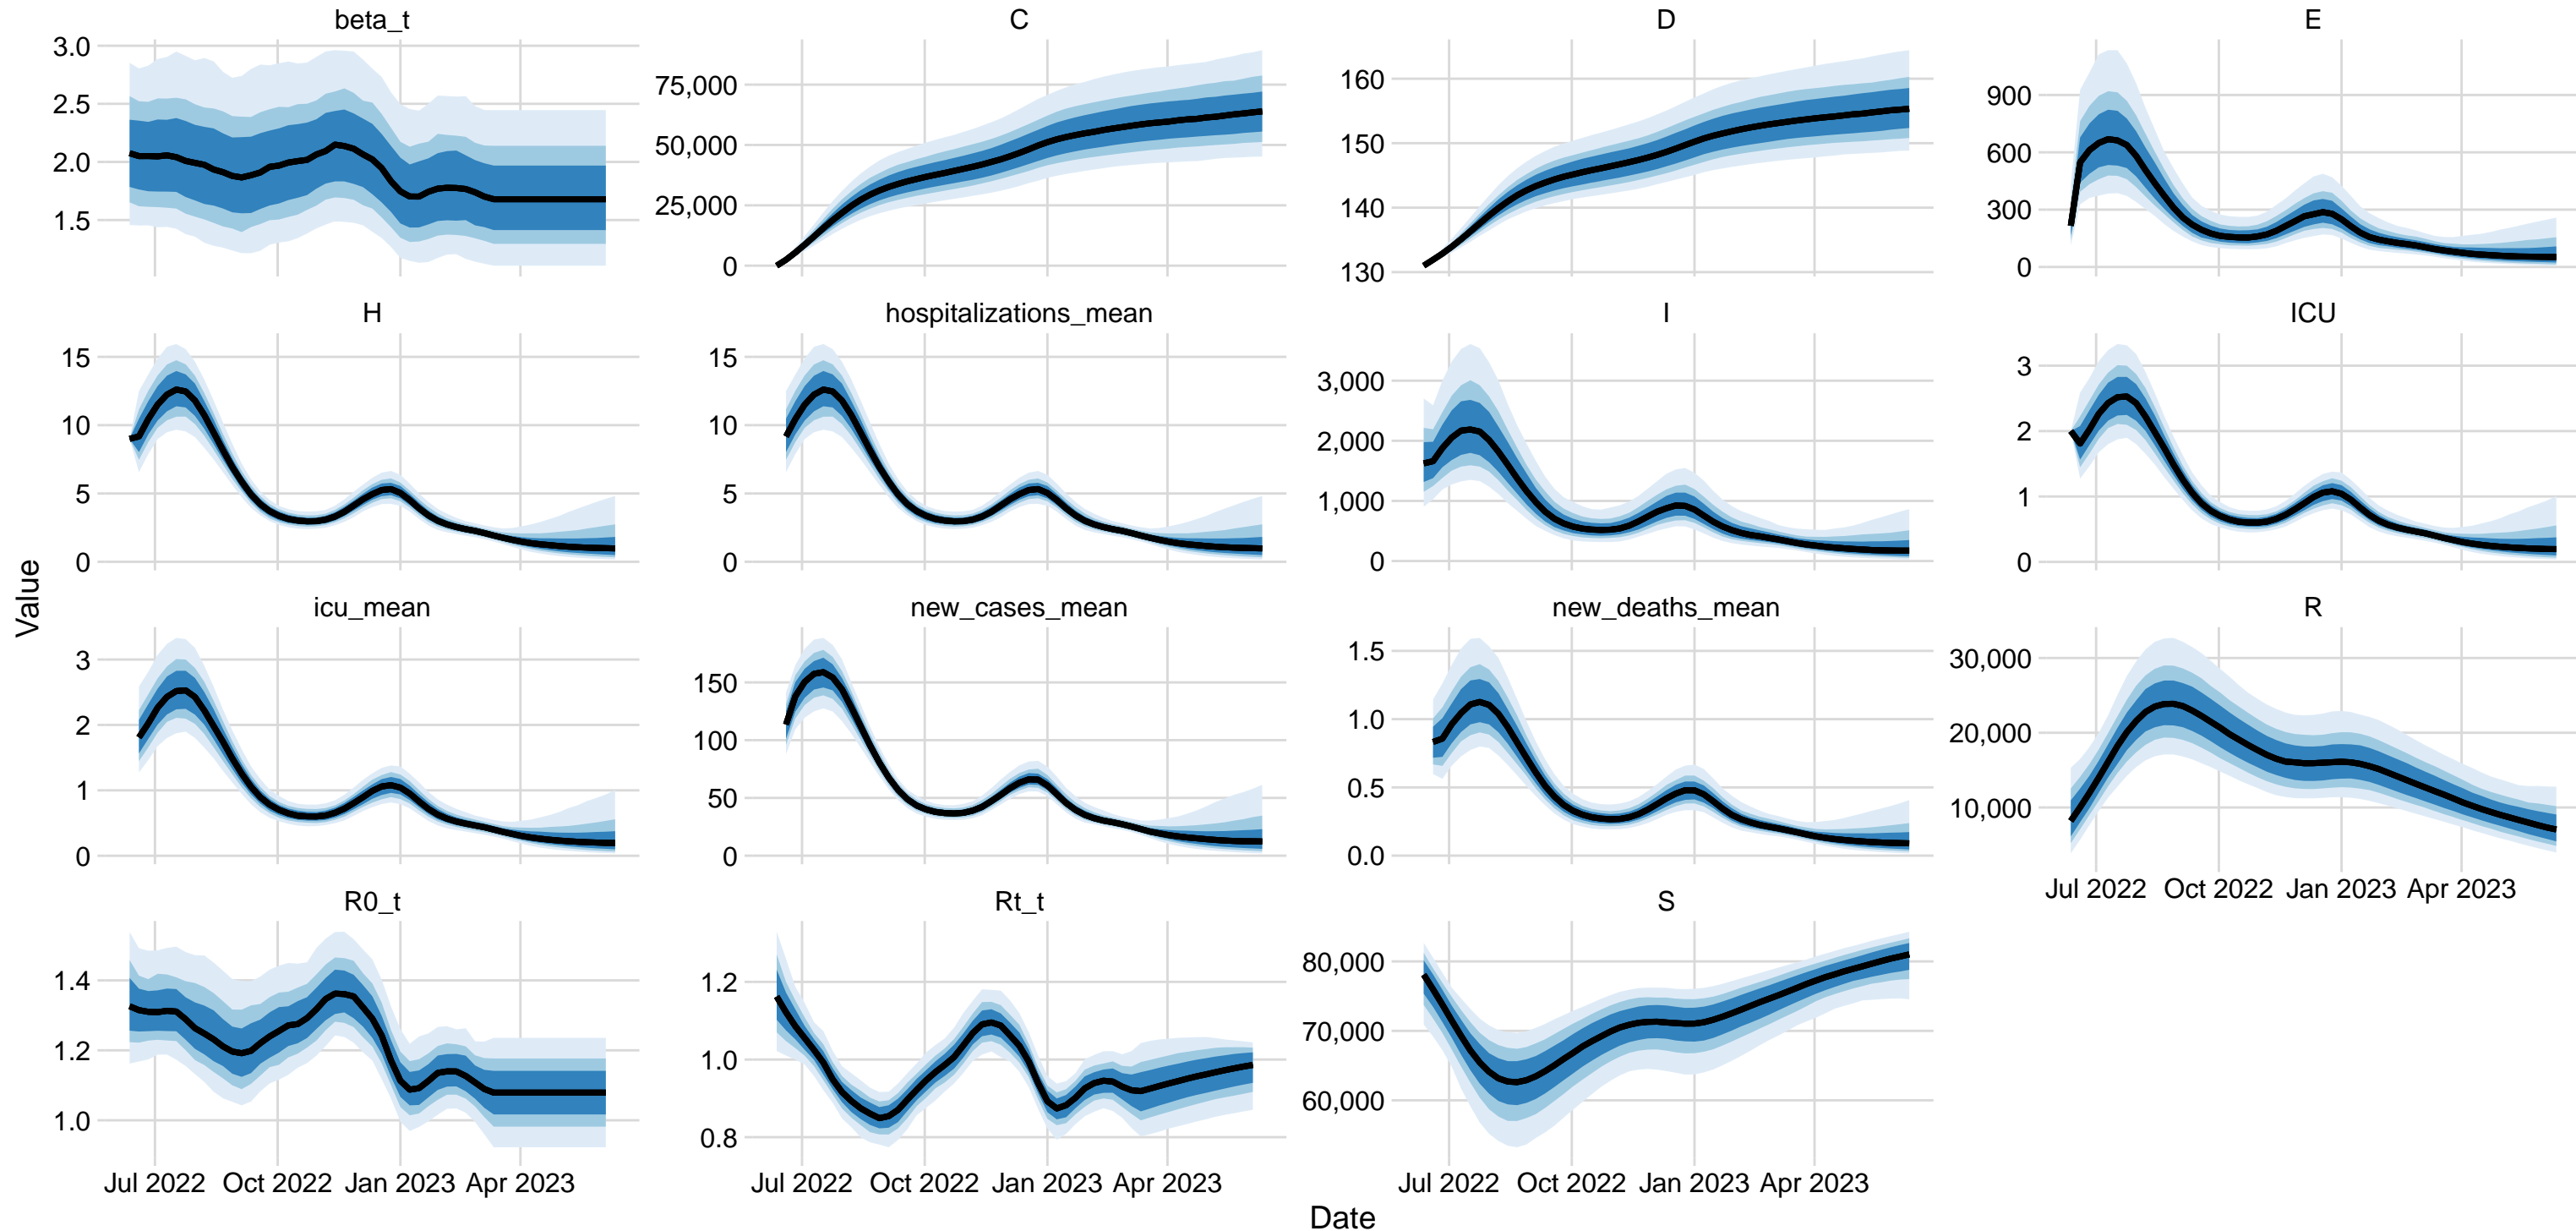 beta_t
C
D
E
3.0
2.5
2.0
1.5
75,000
50,000
25,000
0
160
150
140
130
900
600
300
0
H
hospitalizations_mean
I
ICU
15
10
5
0
15
10
5
0
3,000
2,000
1,000
0
3
2
1
0
Value
icu_mean
new_cases_mean
new_deaths_mean
R
3
2
1
0
150
100
50
0
1.5
1.0
0.5
0.0
30,000
20,000
10,000
Jul 2022 Oct 2022 Jan 2023 Apr 2023
R0_t
Rt_t
S
1.4
1.2
1.0
1.2
1.0
0.8
80,000
70,000
60,000
Jul 2022 Oct 2022 Jan 2023 Apr 2023
Jul 2022 Oct 2022 Jan 2023 Apr 2023
Jul 2022 Oct 2022 Jan 2023 Apr 2023
Date